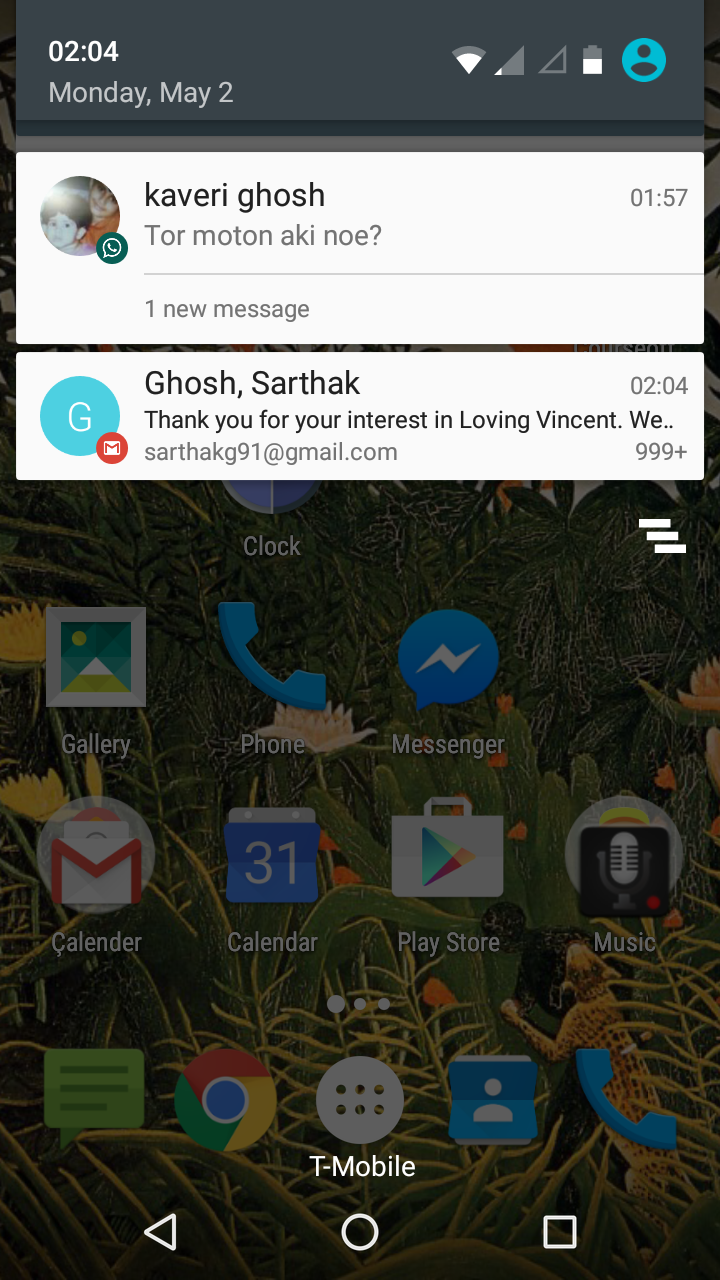 02:04
Monday, May 2
kaveri ghosh 01:57
Tor moton aki noe?
1 new message
Ghosh, Sarthak 02:04
Thank you for your interest in Loving Vincent. We..
sarthakg91@gmail.com 999+
G
Clock
Gallery Phone Messenger
31
Çalender Calendar Play Store Music
T-Mobile